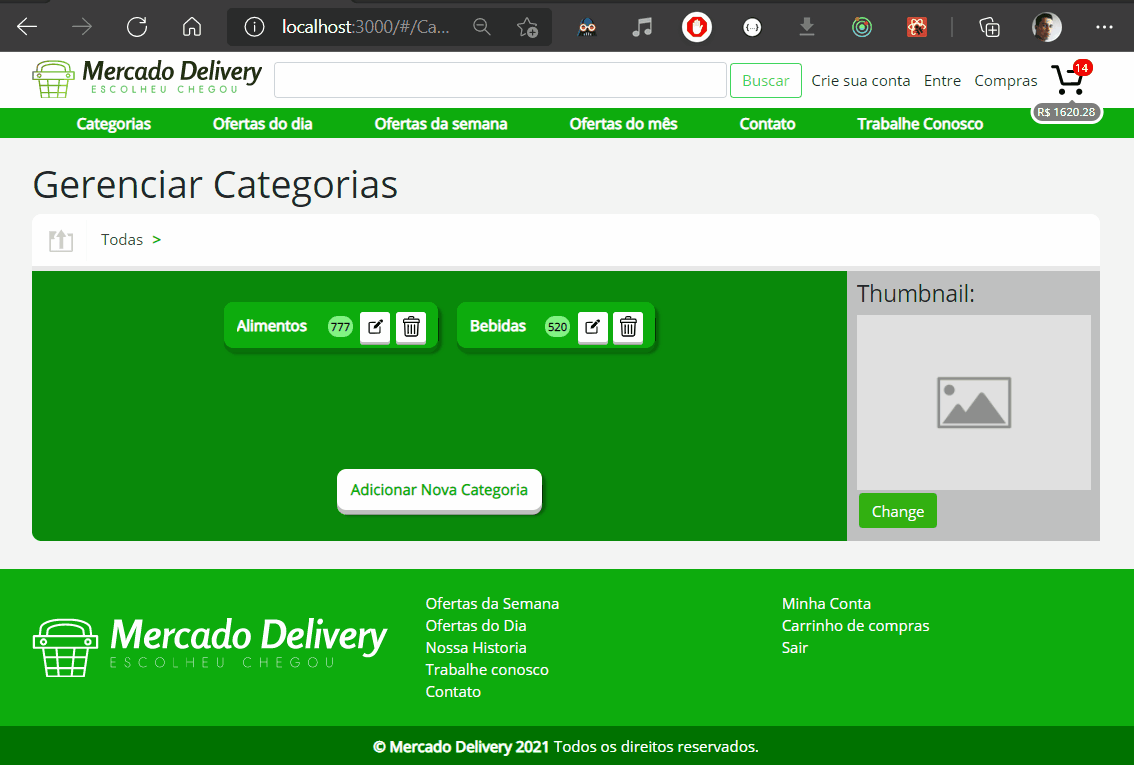 localhost:3000/#/Ca...
Mercado Delivery
ESCOLHEU CHEGOU
Buscar
Crie sua conta
Entre
Compras
14
R$ 1620.28
Categorias
Ofertas do dia
Ofertas da semana
Ofertas do mês
Contato
Trabalhe Conosco
Gerenciar Categorias
Todas >
Alimentos 777
Bebidas 520
Adicionar Nova Categoria
Thumbnail:
Change
Mercado Delivery
ESCOLHEU CHEGOU
Ofertas da Semana
Ofertas do Dia
Nossa Historia
Trabalhe conosco
Contato
Minha Conta
Carrinho de compras
Sair
© Mercado Delivery 2021 Todos os direitos reservados.